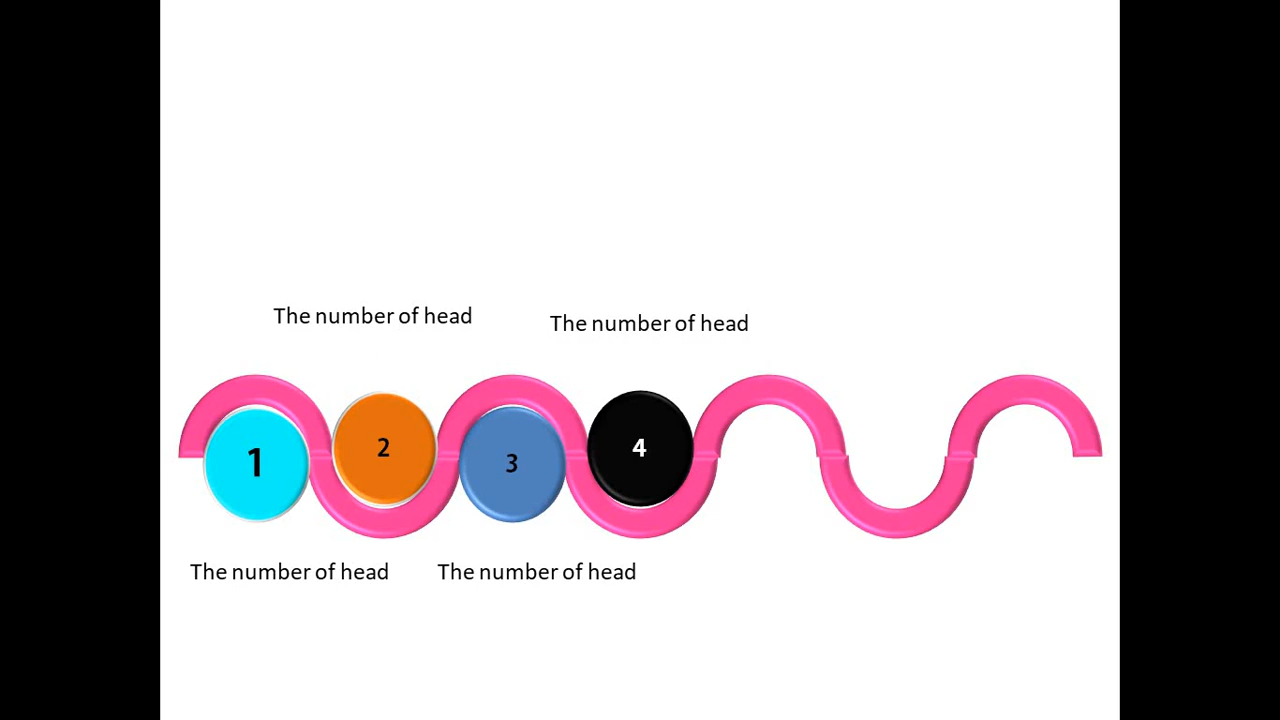 The number of head
The number of head
1
2
3
4
The number of head
The number of head